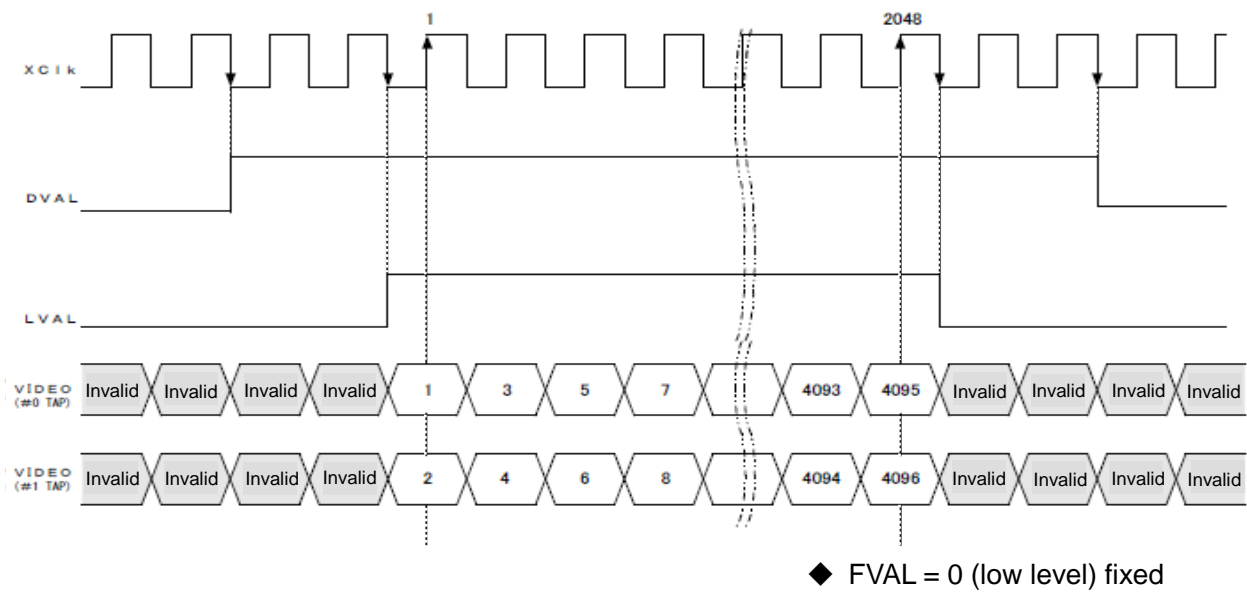 1 2048
XClk
DVAL
LVAL
VIDEO Invalid Invalid Invalid Invalid 1 3 5 7 4093 4095 Invalid Invalid Invalid Invalid
(#0 TAP)
VIDEO Invalid Invalid Invalid Invalid 2 4 6 8 4094 4096 Invalid Invalid Invalid Invalid
(#1 TAP)
◆ FVAL = 0 (low level) fixed